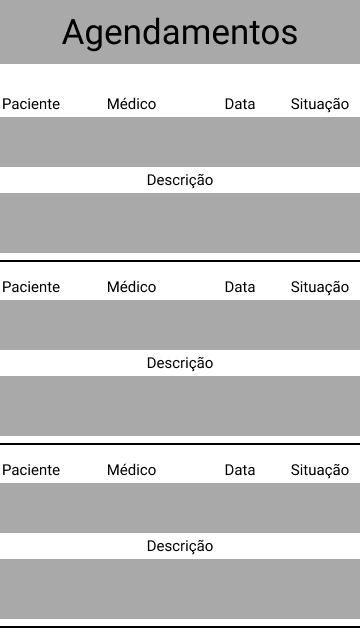 Agendamentos
Paciente Médico Data Situação
Descrição
Paciente Médico Data Situação
Descrição
Paciente Médico Data Situação
Descrição